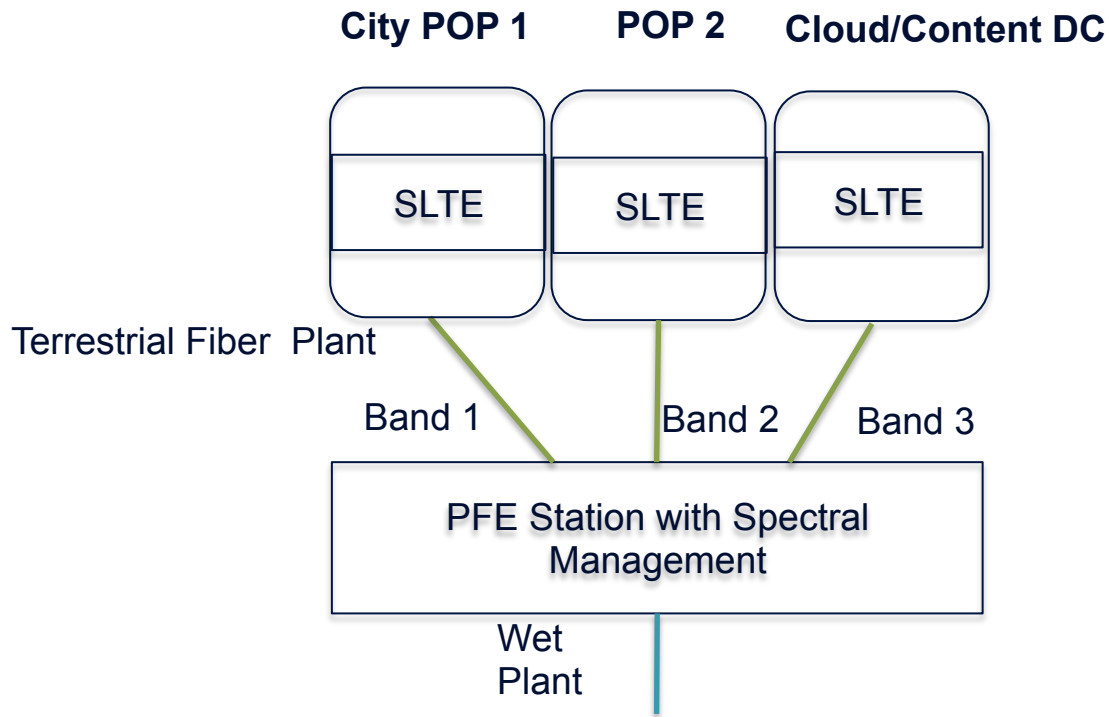 City POP 1
POP 2
Cloud/Content DC
SLTE
SLTE
SLTE
Terrestrial Fiber Plant
Band 1
Band 2
Band 3
PFE Station with Spectral
Management
Wet
Plant